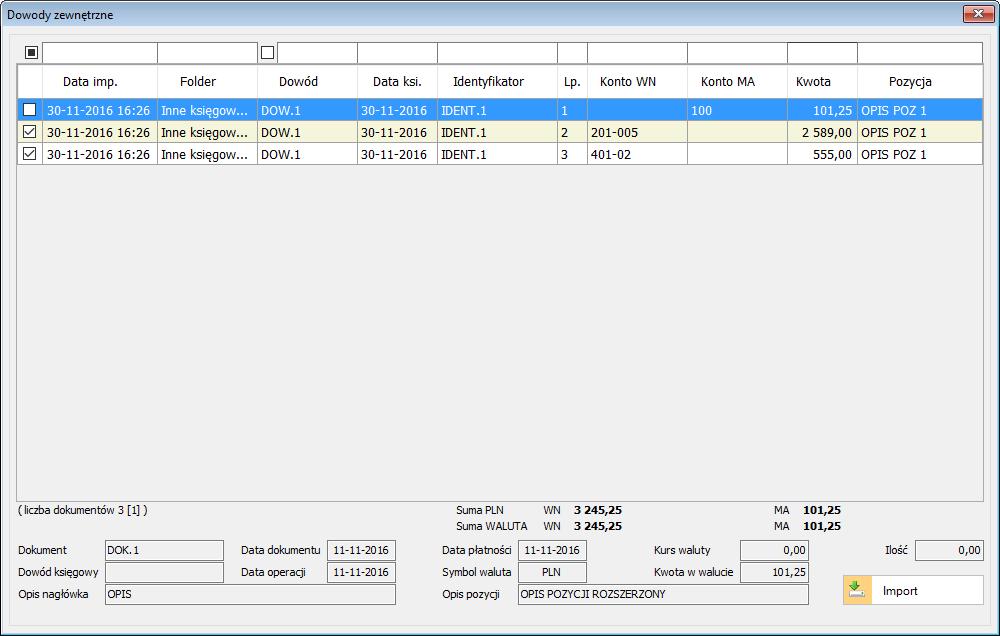 Dowody zewnętrzne
Data imp. Folder Dowód Data ksi. Identyfikator Lp. Konto WN Konto MA Kwota Pozycja
30-11-2016 16:26 Inne księgow... DOW.1 30-11-2016 IDENT.1 1 100 101,25 OPIS POZ 1
30-11-2016 16:26 Inne księgow... DOW.1 30-11-2016 IDENT.1 2 201-005 2 589,00 OPIS POZ 1
30-11-2016 16:26 Inne księgow... DOW.1 30-11-2016 IDENT.1 3 401-02 555,00 OPIS POZ 1
( liczba dokumentów 3 [1] ) Suma PLN WN 3 245,25 MA 101,25
Suma WALUTA WN 3 245,25 MA 101,25
Dokument DOK.1 Data dokumentu 11-11-2016 Data płatności 11-11-2016 Kurs waluty 0,00 Ilość 0,00
Dowód księgowy Data operacji 11-11-2016 Symbol waluta PLN Kwota w walucie 101,25
Opis nagłówka OPIS Opis pozycji OPIS POZYCJI ROZSZERZONY Import